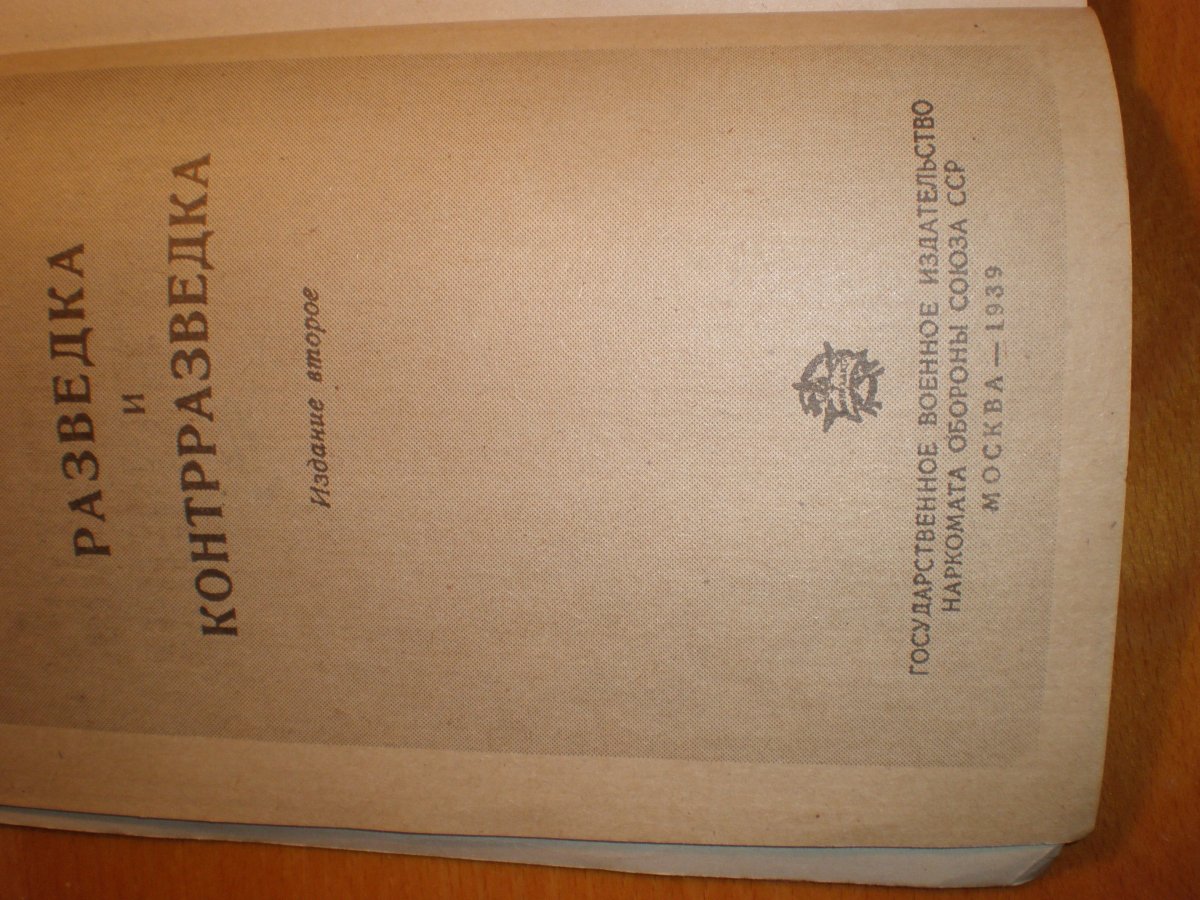 РАЗВЕДКА
И
КОНТРРАЗВЕДКА
Издание второе
ГОСУДАРСТВЕННОЕ ВОЕННОЕ ИЗДАТЕЛЬСТВО
НАРКОМАТА ОБОРОНЫ СОЮЗА ССР
МОСКВА — 1939